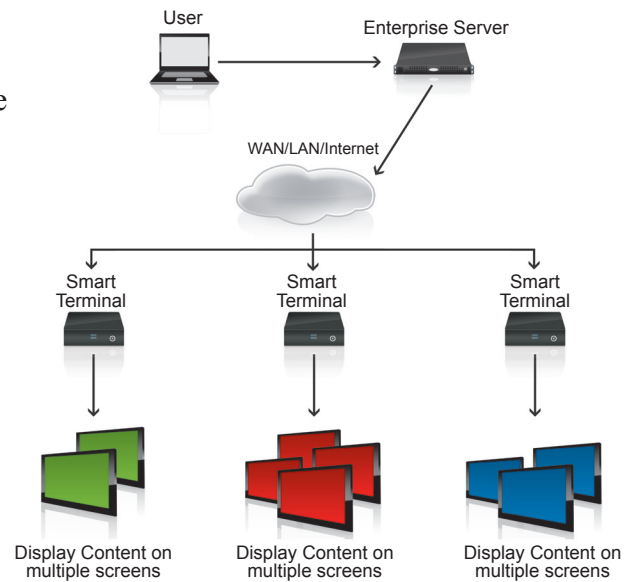 User
Enterprise Server
e
WAN/LAN/Internet
Smart
Terminal
Smart
Terminal
Smart
Terminal
Display Content on
multiple screens
Display Content on
multiple screens
Display Content on
multiple screens